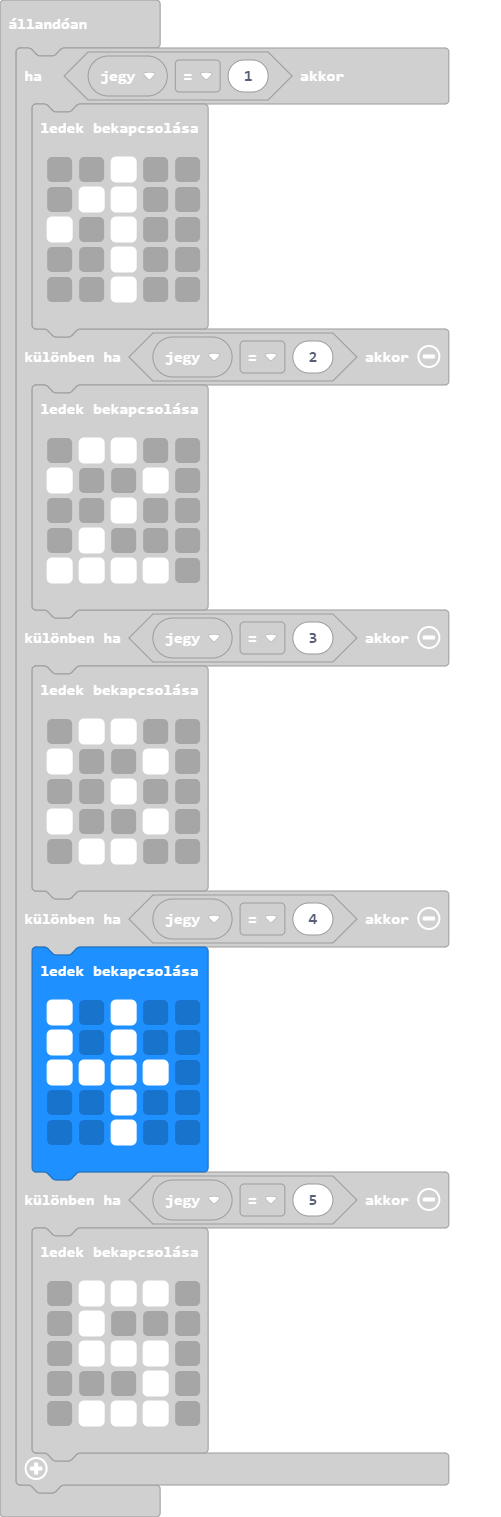 állandóan
ha jegy = 1 akkor
ledek bekapcsolása
különben ha jegy = 2 akkor
ledek bekapcsolása
különben ha jegy = 3 akkor
ledek bekapcsolása
különben ha jegy = 4 akkor
ledek bekapcsolása
különben ha jegy = 5 akkor
ledek bekapcsolása